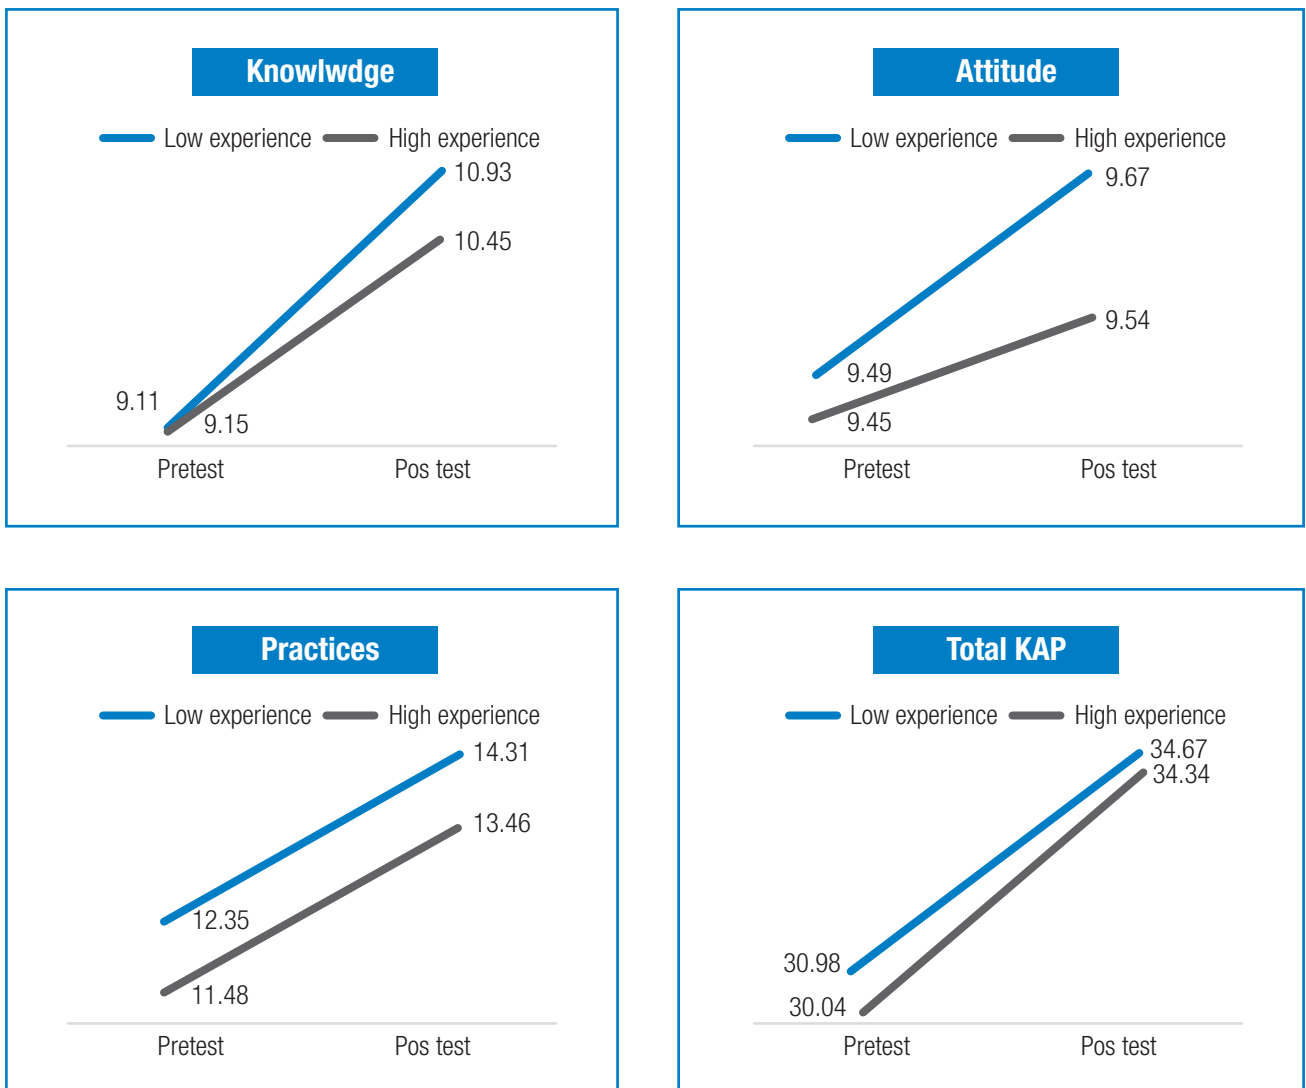 Knowlwdge
Low experience High experience
10.93
10.45
9.11
9.15
Pretest Pos test
Attitude
Low experience High experience
9.67
9.54
9.49
9.45
Pretest Pos test
Practices
Low experience High experience
14.31
13.46
12.35
11.48
Pretest Pos test
Total KAP
Low experience High experience
34.67
34.34
30.98
30.04
Pretest Pos test